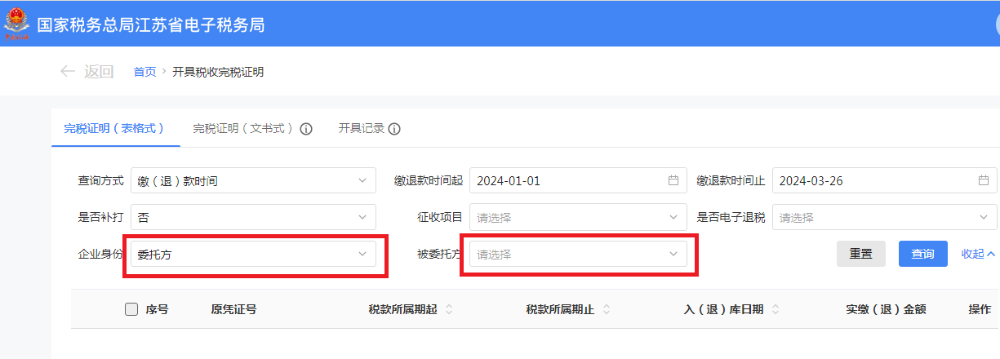 国家税务总局江苏省电子税务局
返回 首页 > 开具税收完税证明
完税证明（表格式） 完税证明（文书式） 开具记录
查询方式 缴（退）款时间 缴退款时间起 2024-01-01 缴退款时间止 2024-03-26
是否补打 否 征收项目 请选择 是否电子退税 请选择
企业身份 委托方 被委托方 请选择 重置 查询 收起
序号 原凭证号 税款所属期起 税款所属期止 入（退）库日期 实缴（退）金额 操作